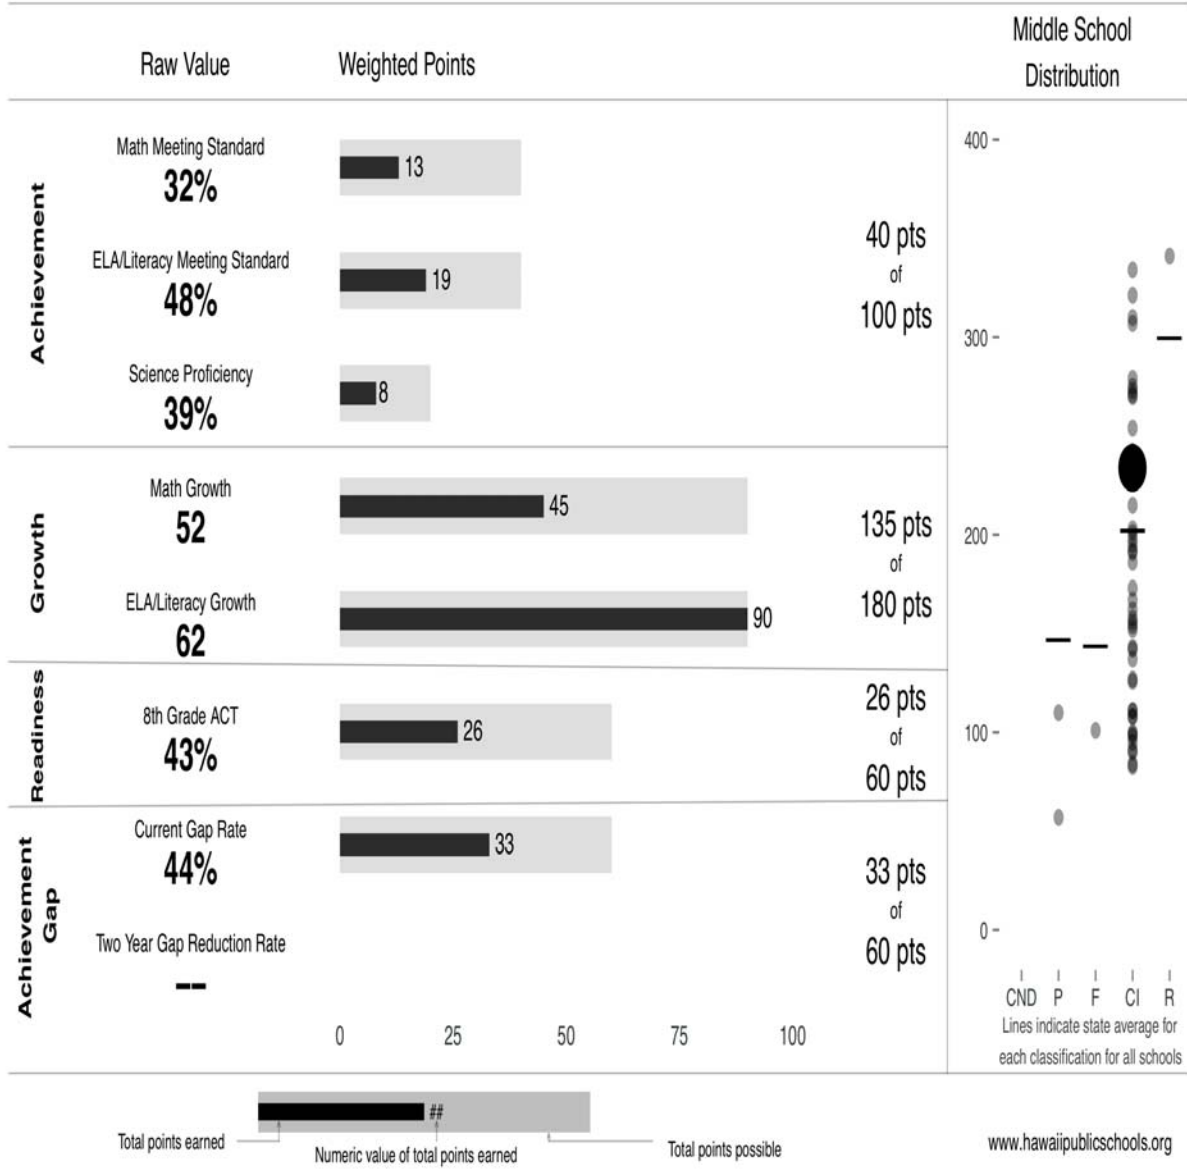 Raw Value
Weighted Points
Middle School
Distribution
Achievement
Math Meeting Standard
32%
13
ELA/Literacy Meeting Standard
48%
19
Science Proficiency
39%
8
40 pts
of
100 pts
Growth
Math Growth
52
45
ELA/Literacy Growth
62
90
135 pts
of
180 pts
Readiness
8th Grade ACT
43%
26
26 pts
of
60 pts
Achievement
Gap
Current Gap Rate
44%
33
Two Year Gap Reduction Rate
--
33 pts
of
60 pts
0 25 50 75 100
400
300
200
100
0
CND P F CI R
Lines indicate state average for
each classification for all schools
##
Total points earned
Numeric value of total points earned
Total points possible
www.hawaiipublicschools.org